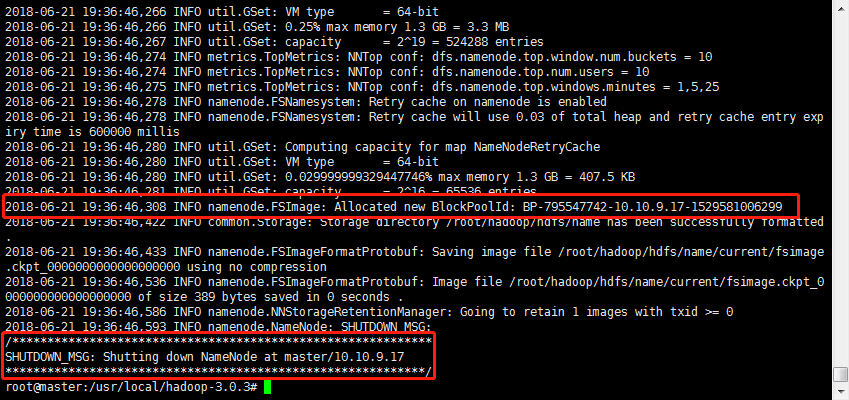 2018-06-21 19:36:46,266 INFO util.GSet: VM type       = 64-bit
2018-06-21 19:36:46,266 INFO util.GSet: 0.25% max memory 1.3 GB = 3.3 MB
2018-06-21 19:36:46,267 INFO util.GSet: capacity      = 2^19 = 524288 entries
2018-06-21 19:36:46,274 INFO metrics.TopMetrics: NNTop conf: dfs.namenode.top.window.num.buckets = 10
2018-06-21 19:36:46,274 INFO metrics.TopMetrics: NNTop conf: dfs.namenode.top.num.users = 10
2018-06-21 19:36:46,275 INFO metrics.TopMetrics: NNTop conf: dfs.namenode.top.windows.minutes = 1,5,25
2018-06-21 19:36:46,278 INFO namenode.FSNamesystem: Retry cache on namenode is enabled
2018-06-21 19:36:46,278 INFO namenode.FSNamesystem: Retry cache will use 0.03 of total heap and retry cache entry exp
iry time is 600000 millis
2018-06-21 19:36:46,280 INFO util.GSet: Computing capacity for map NameNodeRetryCache
2018-06-21 19:36:46,280 INFO util.GSet: VM type       = 64-bit
2018-06-21 19:36:46,280 INFO util.GSet: 0.029999999329447746% max memory 1.3 GB = 407.5 KB
2018-06-21 19:36:46,281 INFO util.GSet: capacity      = 2^16 = 65536 entries
2018-06-21 19:36:46,308 INFO namenode.FSImage: Allocated new BlockPoolId: BP-795547742-10.10.9.17-1529581006299
2018-06-21 19:36:46,422 INFO common.Storage: Storage directory /root/hadoop/hdfs/name has been successfully formatted
.
2018-06-21 19:36:46,433 INFO namenode.FSImageFormatProtobuf: Saving image file /root/hadoop/hdfs/name/current/fsimage
.ckpt_0000000000000000000 using no compression
2018-06-21 19:36:46,536 INFO namenode.FSImageFormatProtobuf: Image file /root/hadoop/hdfs/name/current/fsimage.ckpt_0
000000000000000000 of size 389 bytes saved in 0 seconds .
2018-06-21 19:36:46,586 INFO namenode.NNStorageRetentionManager: Going to retain 1 images with txid >= 0
2018-06-21 19:36:46,593 INFO namenode.NameNode: SHUTDOWN_MSG:
/************************************************************
SHUTDOWN_MSG: Shutting down NameNode at master/10.10.9.17
************************************************************/
root@master:/usr/local/hadoop-3.0.3#